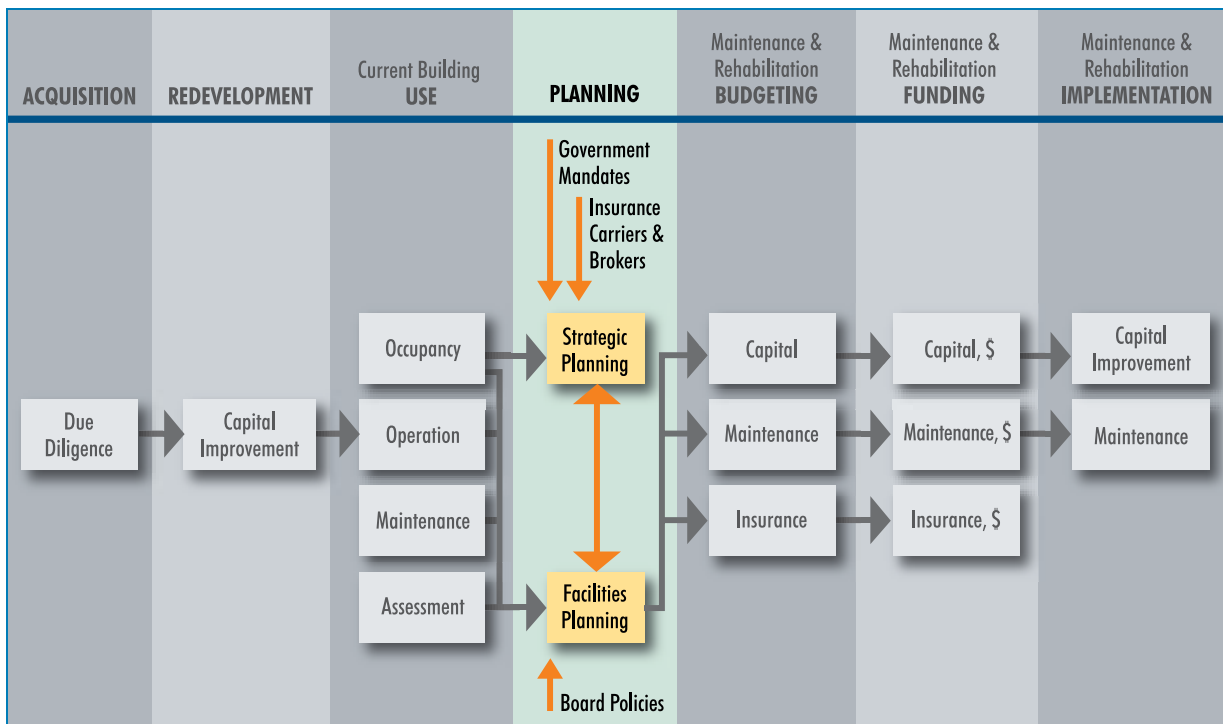 ACQUISITION
REDEVELOPMENT
Current Building
USE
PLANNING
Maintenance &
Rehabilitation
BUDGETING
Maintenance &
Rehabilitation
FUNDING
Maintenance &
Rehabilitation
IMPLEMENTATION
Government
Mandates
Insurance
Carriers &
Brokers
Due
Diligence
Capital
Improvement
Occupancy
Operation
Maintenance
Assessment
Strategic
Planning
Facilities
Planning
Board Policies
Capital
Maintenance
Insurance
Capital, $
Maintenance, $
Insurance, $
Capital
Improvement
Maintenance